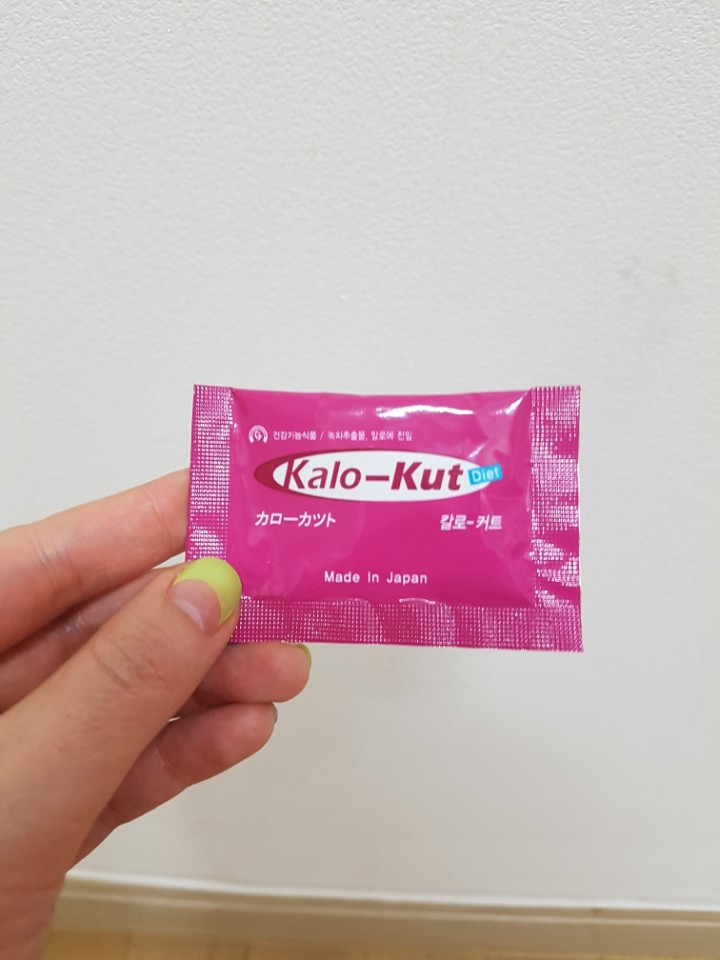 건강기능식품 / 녹차추출물, 알로에 전잎
Kalo-Kut Diet
カローカット 칼로-커트
Made In Japan